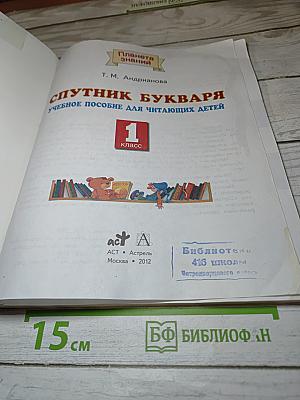 Планета
знаний
Т. М. Андрианова
СПУТНИК БУКВАРЯ
УЧЕБНОЕ ПОСОБИЕ ДЛЯ ЧИТАЮЩИХ ДЕТЕЙ
1
КЛАСС
АСТ • Астрель
Москва • 2012
Библиотека
415 школы
15 см
БФ БИБЛИОФАН